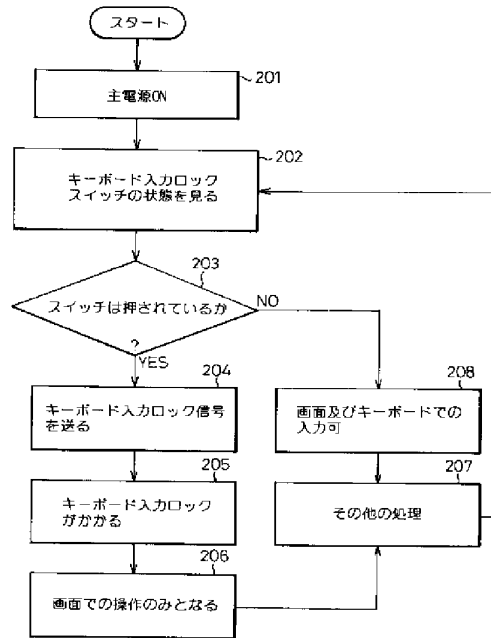 スタート
201
主電源ON
202
キーボード入力ロック
スイッチの状態を見る
203
スイッチは押されているか
?
NO
YES
204
キーボード入力ロック信号
を送る
205
キーボード入力ロック
がかかる
206
画面での操作のみとなる
208
画面及びキーボードでの
入力可
207
その他の処理